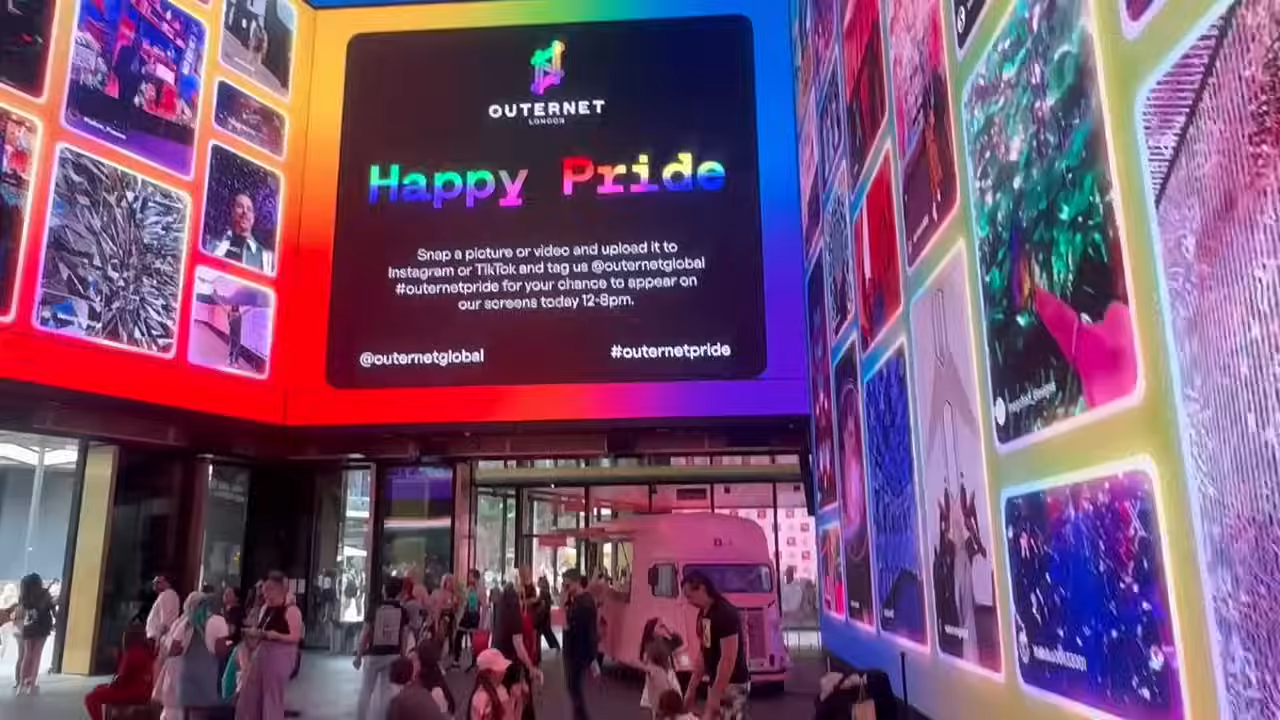 OUTERNET
LONDON
Happy Pride
Snap a picture or video and upload it to
Instagram or TikTok and tag us @outernetglobal
#outernetpride for your chance to appear on
our screens today 12-8pm.
@outernetglobal
#outernetpride